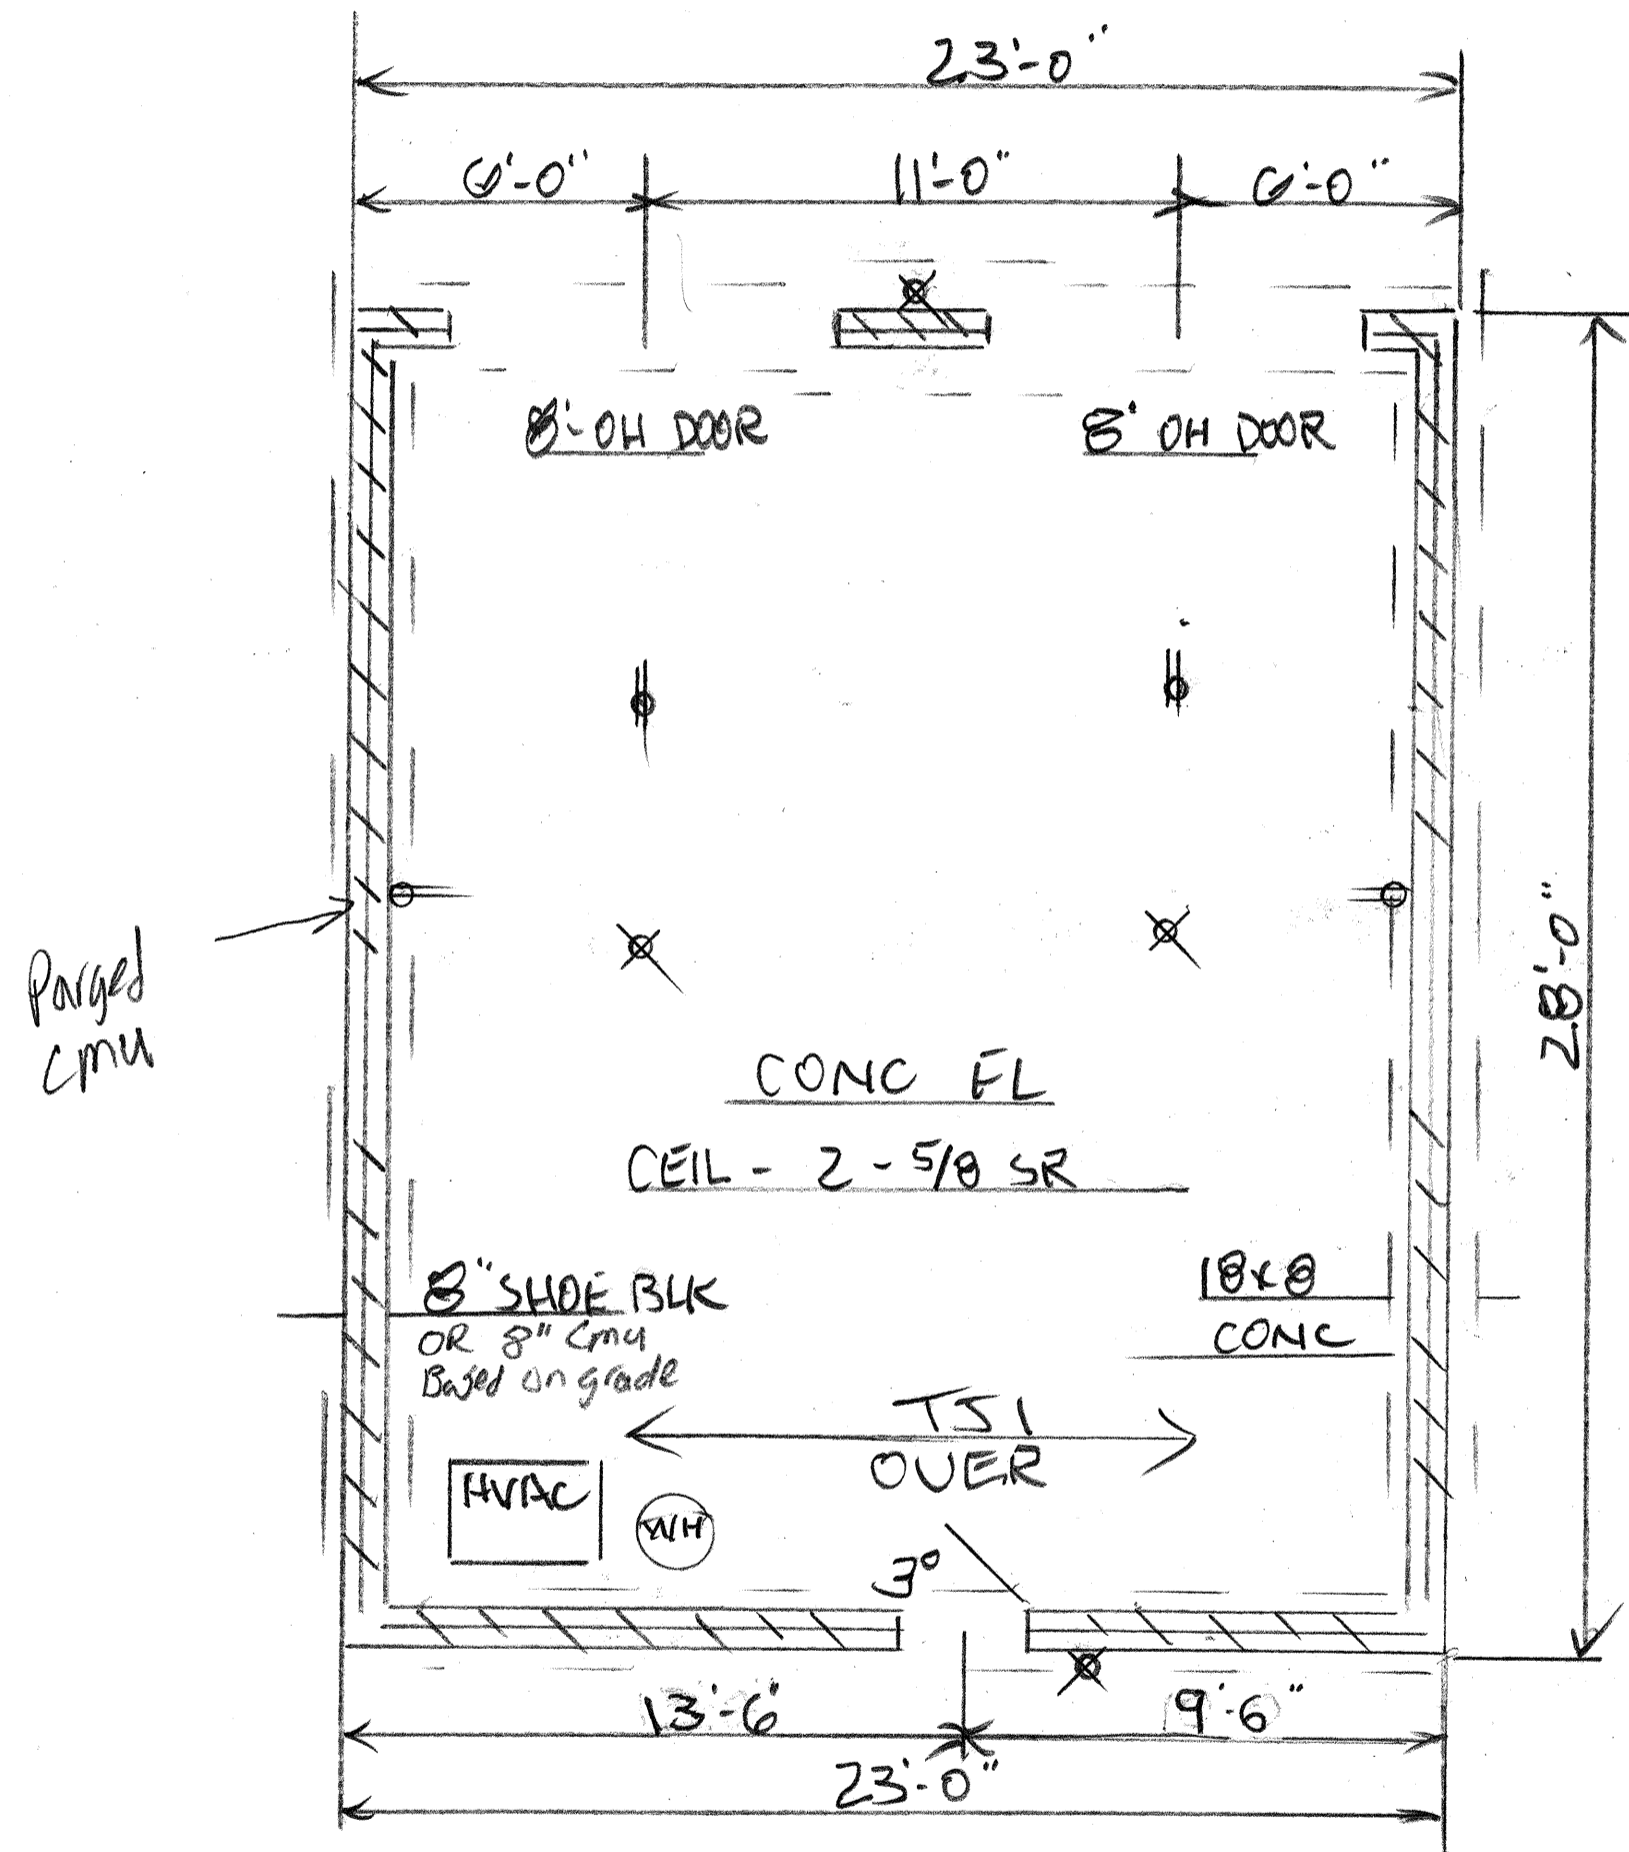 23'-0"
6'-0"
11'-0"
6'-0"
8'-OH DOOR
8' OH DOOR
Parged
cmu
28'-0"
CONC FL
CEIL - 2 - 5/8 SR
8" SHOE BLK
OR 8" cmu
Based on grade
18x8
CONC
TJI
OVER
HVAC
WH
3°
13'-6"
9'-6"
23'-0"